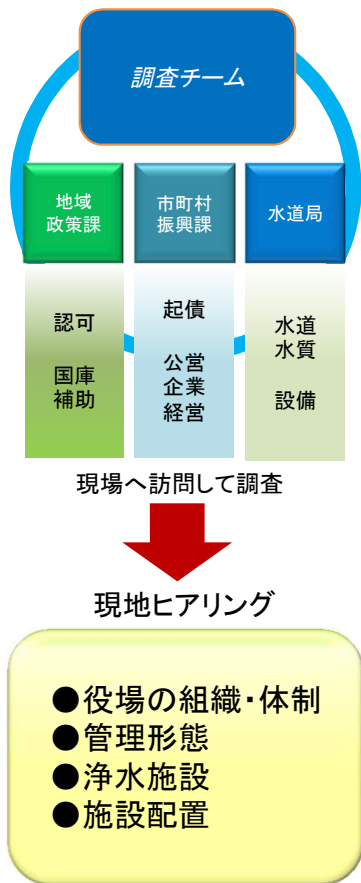 調査チーム
地域
政策課
市町村
振興課
水道局
認可
国庫
補助
起債
公営
企業
経営
水道
水質
設備
現場へ訪問して調査
現地ヒアリング
●役場の組織・体制
●管理形態
●浄水施設
●施設配置